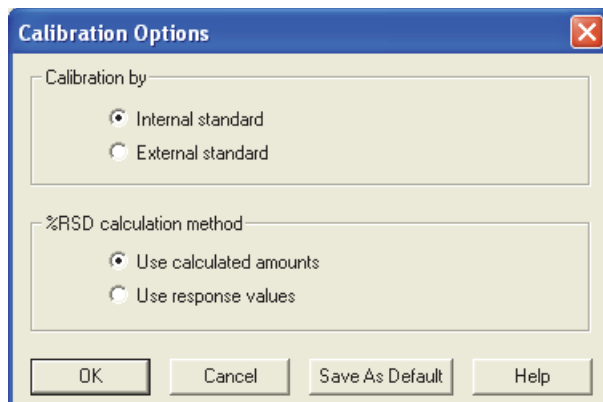 Calibration Options
Calibration by
Internal standard
External standard
%RSD calculation method
Use calculated amounts
Use response values
OK Cancel Save As Default Help